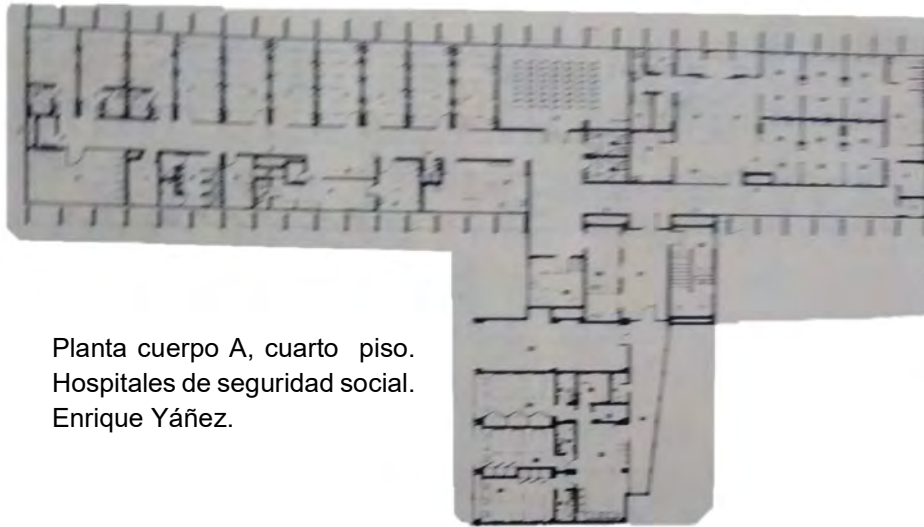 Planta cuerpo A, cuarto piso.
Hospitales de seguridad social.
Enrique Yáñez.